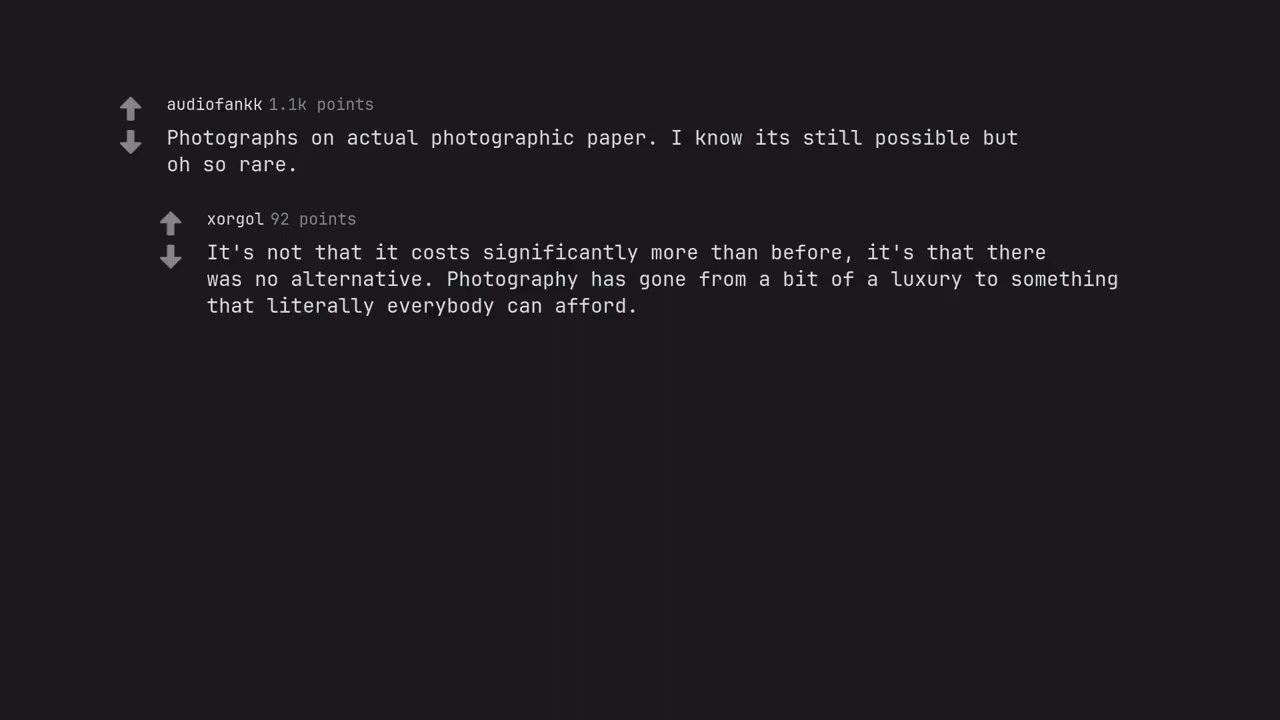 audiofankk 1.1k points
Photographs on actual photographic paper. I know its still possible but
oh so rare.
xorgol 92 points
It's not that it costs significantly more than before, it's that there
was no alternative. Photography has gone from a bit of a luxury to something
that literally everybody can afford.